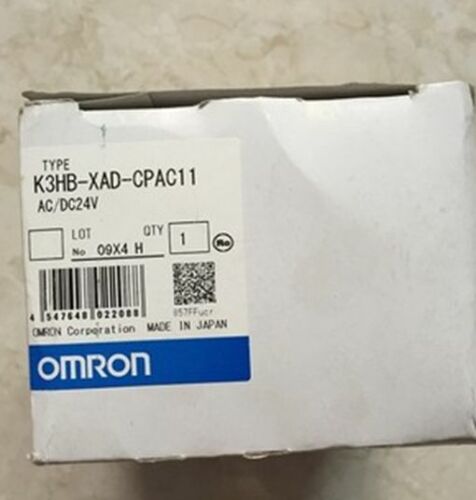 TYPE
K3HB-XAD-CPAC11
AC/DC24V
LOT QTY
No 09X4 H 1
4 547648 022088
OMRON Corporation MADE IN JAPAN
OMRON